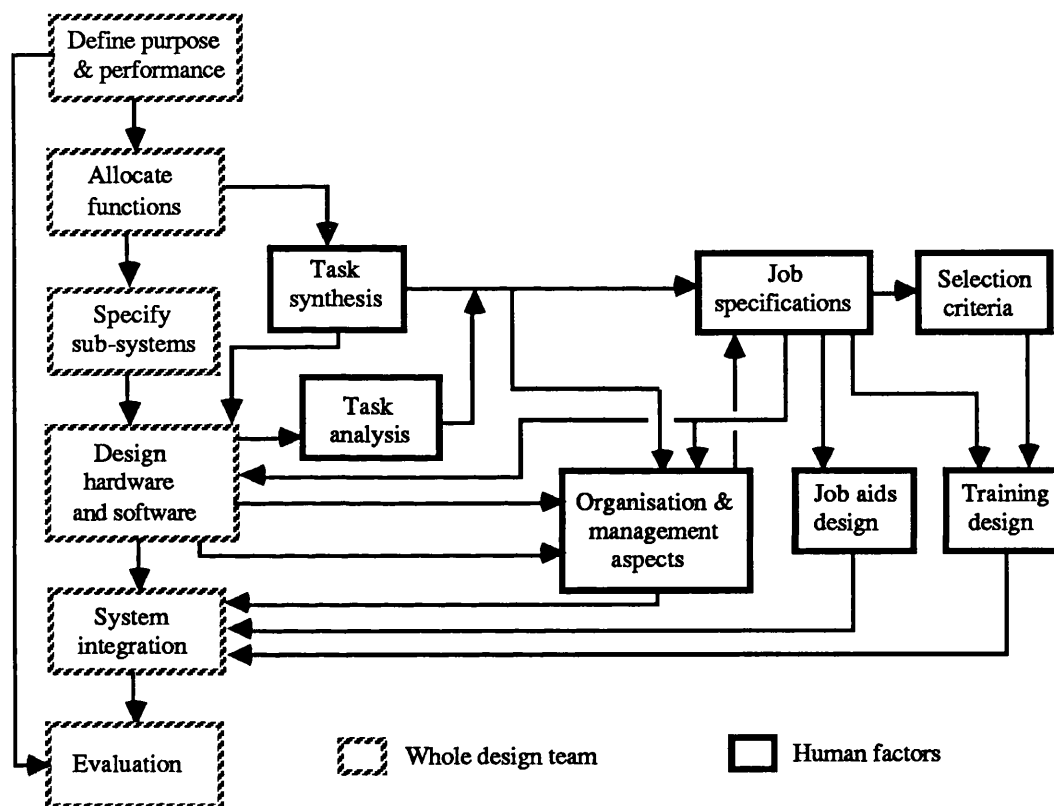 Define purpose
& performance
Allocate
functions
Task
synthesis
Job
specifications
Selection
criteria
Specify
sub-systems
Task
analysis
Design
hardware
and software
Organisation &
management
aspects
Job aids
design
Training
design
System
integration
Evaluation
Whole design team
Human factors